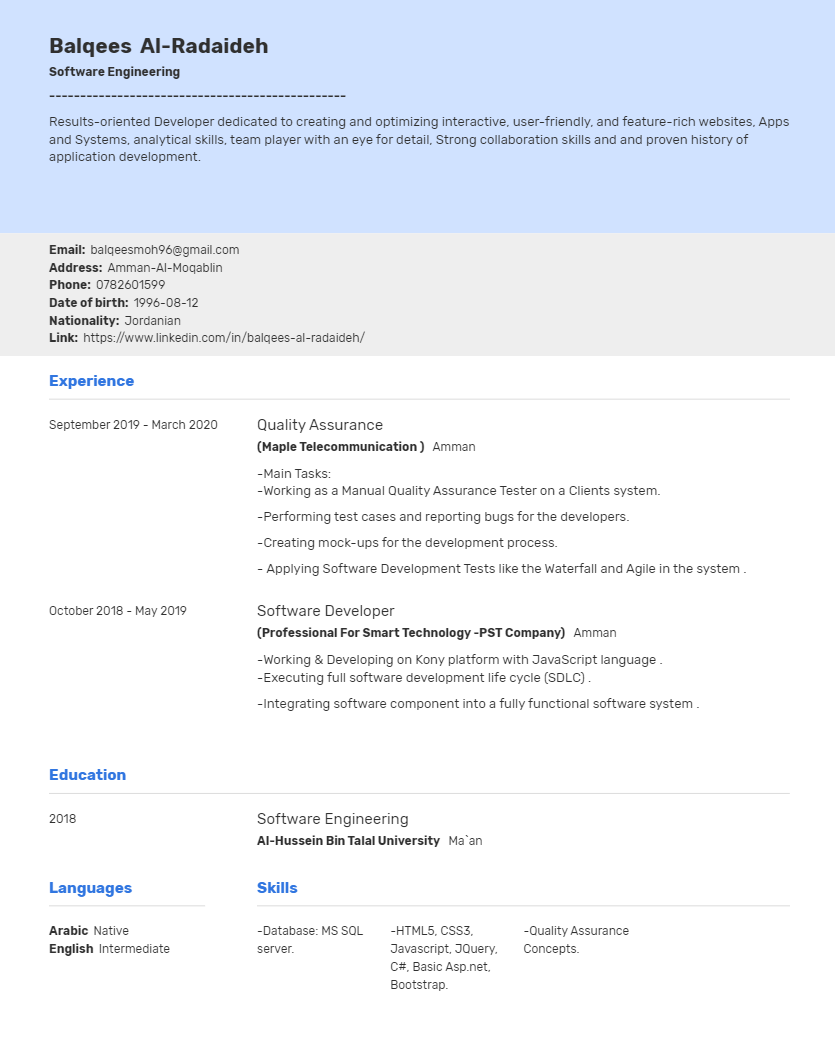 Balqees Al-Radaideh
Software Engineering
------------------------------------------------
Results-oriented Developer dedicated to creating and optimizing interactive, user-friendly, and feature-rich websites, Apps
and Systems, analytical skills, team player with an eye for detail, Strong collaboration skills and and proven history of
application development.
Email: balqeesmoh96@gmail.com
Address: Amman-Al-Moqablin
Phone: 0782601599
Date of birth: 1996-08-12
Nationality: Jordanian
Link: https://www.linkedin.com/in/balqees-al-radaideh/
Experience
September 2019 - March 2020
Quality Assurance
(Maple Telecommunication ) Amman
-Main Tasks:
-Working as a Manual Quality Assurance Tester on a Clients system.
-Performing test cases and reporting bugs for the developers.
-Creating mock-ups for the development process.
- Applying Software Development Tests like the Waterfall and Agile in the system .
October 2018 - May 2019
Software Developer
(Professional For Smart Technology -PST Company) Amman
-Working & Developing on Kony platform with JavaScript language .
-Executing full software development life cycle (SDLC) .
-Integrating software component into a fully functional software system .
Education
2018
Software Engineering
Al-Hussein Bin Talal University Ma`an
Languages
Arabic Native
English Intermediate
Skills
-Database: MS SQL
server.
-HTML5, CSS3,
Javascript, JQuery,
C#, Basic Asp.net,
Bootstrap.
-Quality Assurance
Concepts.